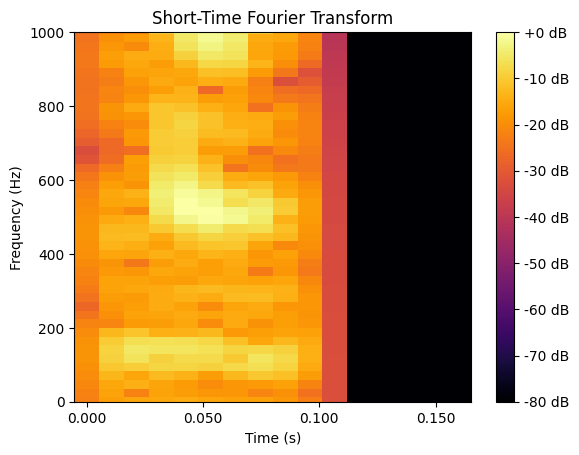 Short-Time Fourier Transform
1000
800
600
400
200
0
Frequency (Hz)
0.000
0.050
0.100
0.150
Time (s)
+0 dB
-10 dB
-20 dB
-30 dB
-40 dB
-50 dB
-60 dB
-70 dB
-80 dB